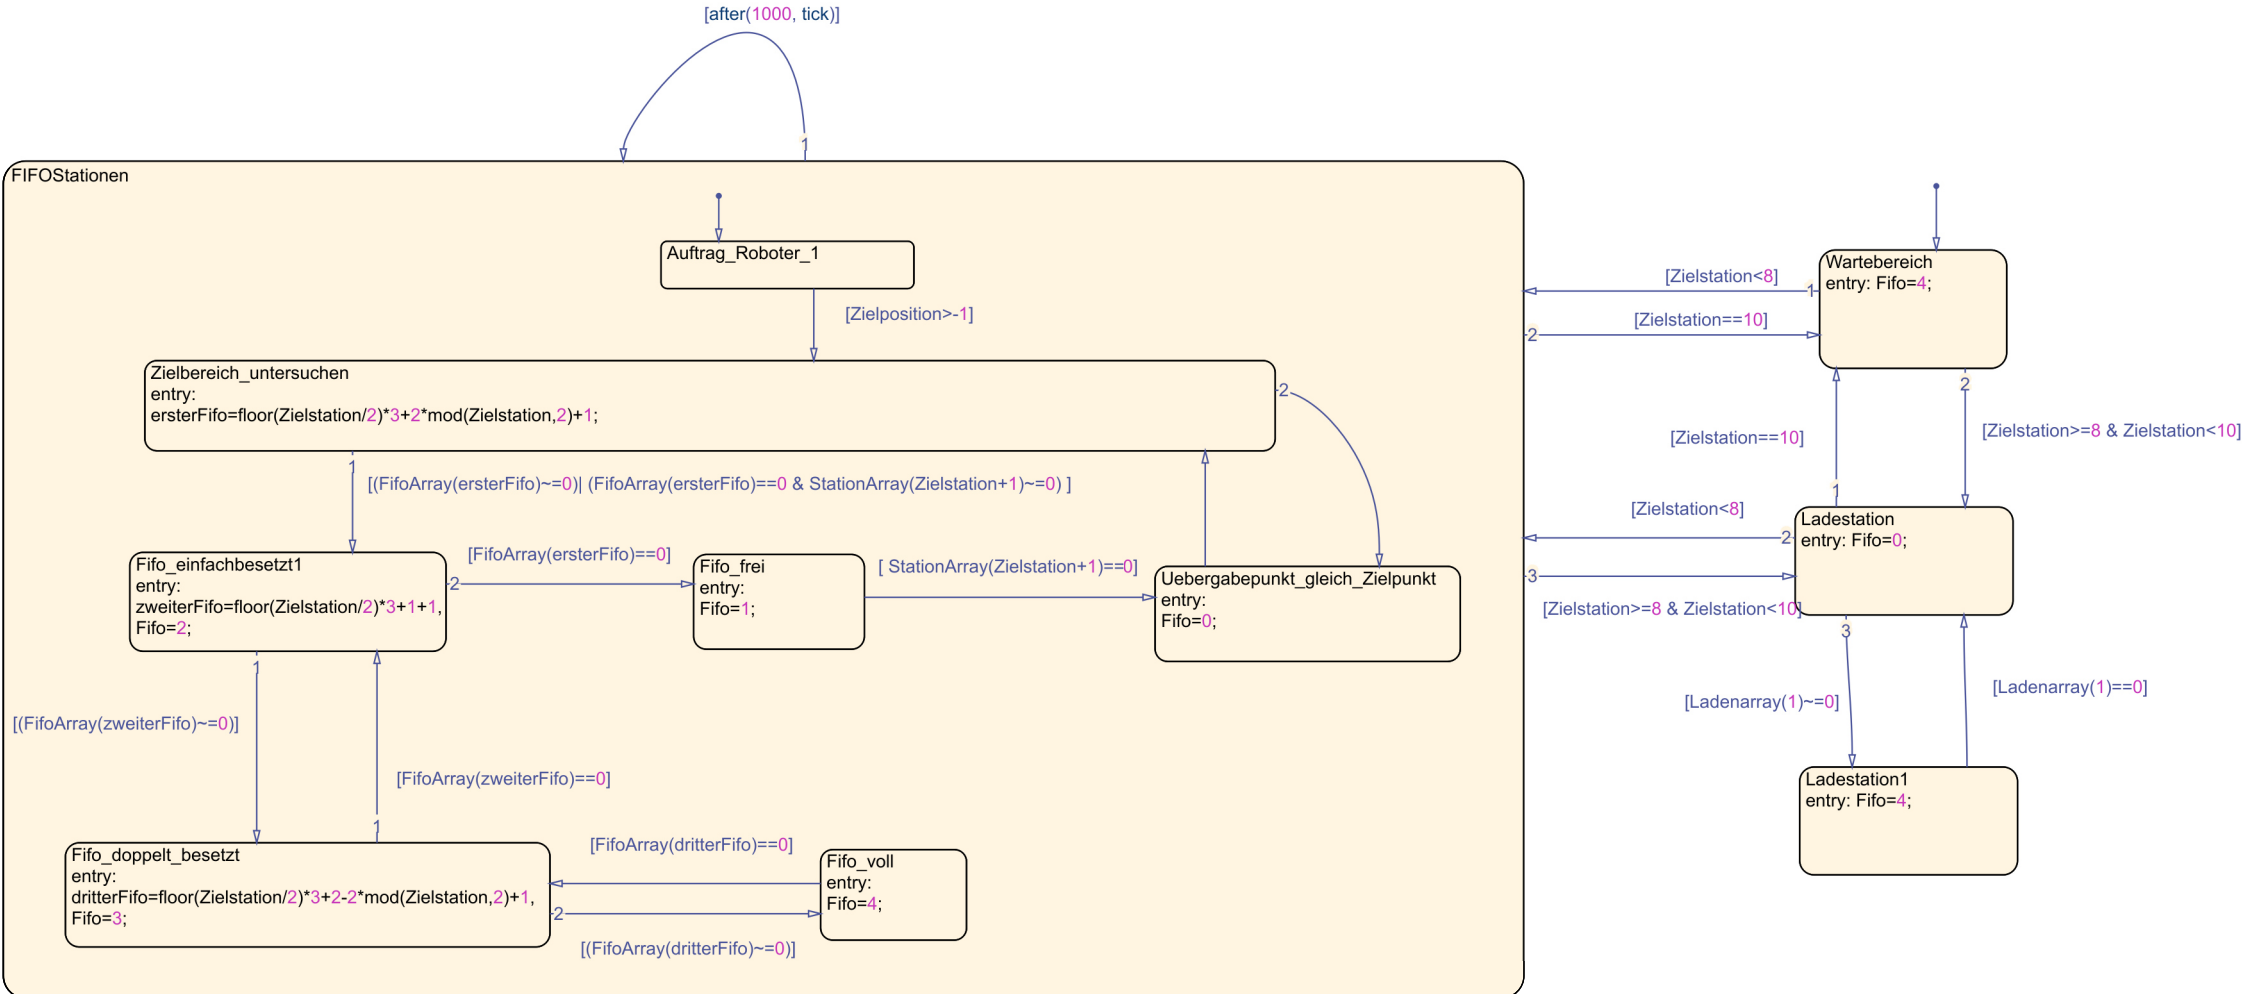 [after(1000, tick)]
1
FIFOStationen
Auftrag_Roboter_1
[Zielposition>-1]
Zielbereich_untersuchen
entry:
ersterFifo=floor(Zielstation/2)*3+2*mod(Zielstation,2)+1;
2
1
[(FifoArray(ersterFifo)~=0)| (FifoArray(ersterFifo)==0 & StationArray(Zielstation+1)~=0) ]
Fifo_einfachbesetzt1
entry:
zweiterFifo=floor(Zielstation/2)*3+1+1,
Fifo=2;
[FifoArray(ersterFifo)==0]
2
Fifo_frei
entry:
Fifo=1;
[ StationArray(Zielstation+1)==0]
Uebergabepunkt_gleich_Zielpunkt
entry:
Fifo=0;
1
[(FifoArray(zweiterFifo)~=0)]
[FifoArray(zweiterFifo)==0]
1
Fifo_doppelt_besetzt
entry:
dritterFifo=floor(Zielstation/2)*3+2-2*mod(Zielstation,2)+1,
Fifo=3;
[FifoArray(dritterFifo)==0]
2
[(FifoArray(dritterFifo)~=0)]
Fifo_voll
entry:
Fifo=4;
Wartebereich
entry: Fifo=4;
[Zielstation<8]
1
[Zielstation==10]
2
2
[Zielstation==10]
[Zielstation>=8 & Zielstation<10]
1
[Zielstation<8]
Ladestation
entry: Fifo=0;
2
3
[Zielstation>=8 & Zielstation<10]
3
[Ladenarray(1)~=0]
[Ladenarray(1)==0]
Ladestation1
entry: Fifo=4;